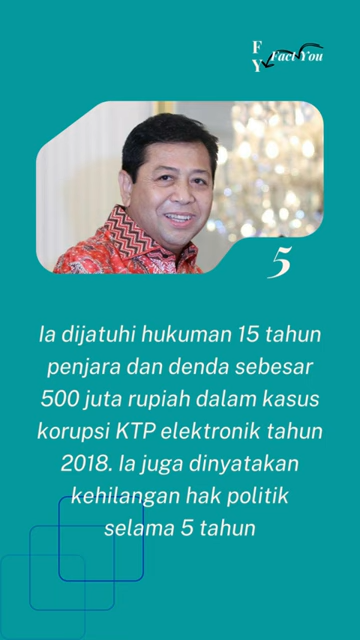 F
Y
Fact You
5
Ia dijatuhi hukuman 15 tahun
penjara dan denda sebesar
500 juta rupiah dalam kasus
korupsi KTP elektronik tahun
2018. Ia juga dinyatakan
kehilangan hak politik
selama 5 tahun